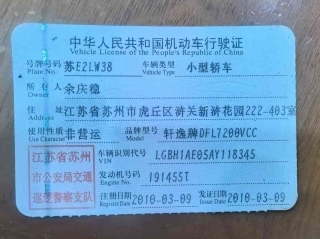 中华人民共和国机动车行驶证
Vehicle License of the People's Republic of China
号牌号码 苏E2LW38 车辆类型 小型轿车
Plate No. Vehicle Type
所有人 余庆稳
Owner
住址 江苏省苏州市虎丘区浒关新浒花园222-403室
Address
使用性质 非营运 品牌型号 轩逸牌DFL7200VCC
Use Character Model
江苏省苏州
市公安局交通
巡逻警察支队
车辆识别代号 LGBH1AE05AY118345
VIN
发动机号码 191455T
Engine No.
注册日期 2010-03-09 发证日期 2010-03-09
Register Date Issue Date